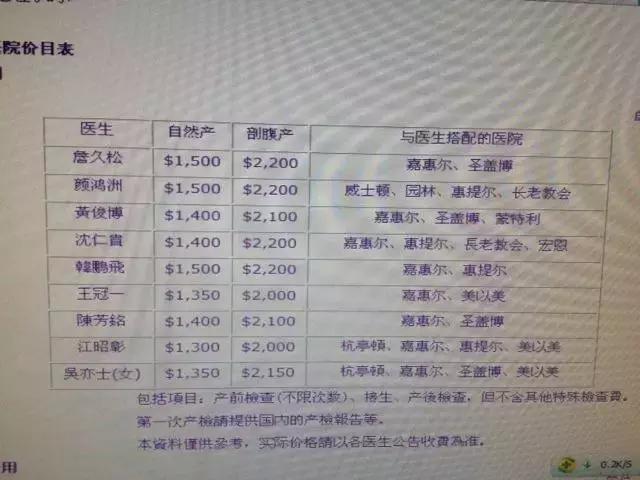 院价目表
医生 自然产 剖腹产 与医生搭配的医院
詹久松 $1,500 $2,200 嘉惠尔、圣盖博
颜鸿洲 $1,500 $2,200 威士顿、园林、惠提尔、长老教会
黃俊博 $1,400 $2,100 嘉惠尔、圣盖博、蒙特利
沈仁貴 $1,400 $2,200 嘉惠尔、惠提尔、長老教会、宏恩
韓鵬飛 $1,500 $2,200 嘉惠尔、惠提尔
王冠一 $1,350 $2,000 嘉惠尔、美以美
陳芳銘 $1,400 $2,100 嘉惠尔、圣盖博
江昭彰 $1,300 $2,000 杭亭頓、嘉惠尔、惠提尔、美以美
吳亦士(女) $1,350 $2,150 杭亭頓、嘉惠尔、圣盖博、美以美
包括項目：产前檢查(不限次数)、接生、产後檢查，但不含其他特殊檢查費。
第一次产檢請提供国内的产檢報告等。
本資料僅供參考，实际价格請以各医生公告收費為准。
用
0.2K/S